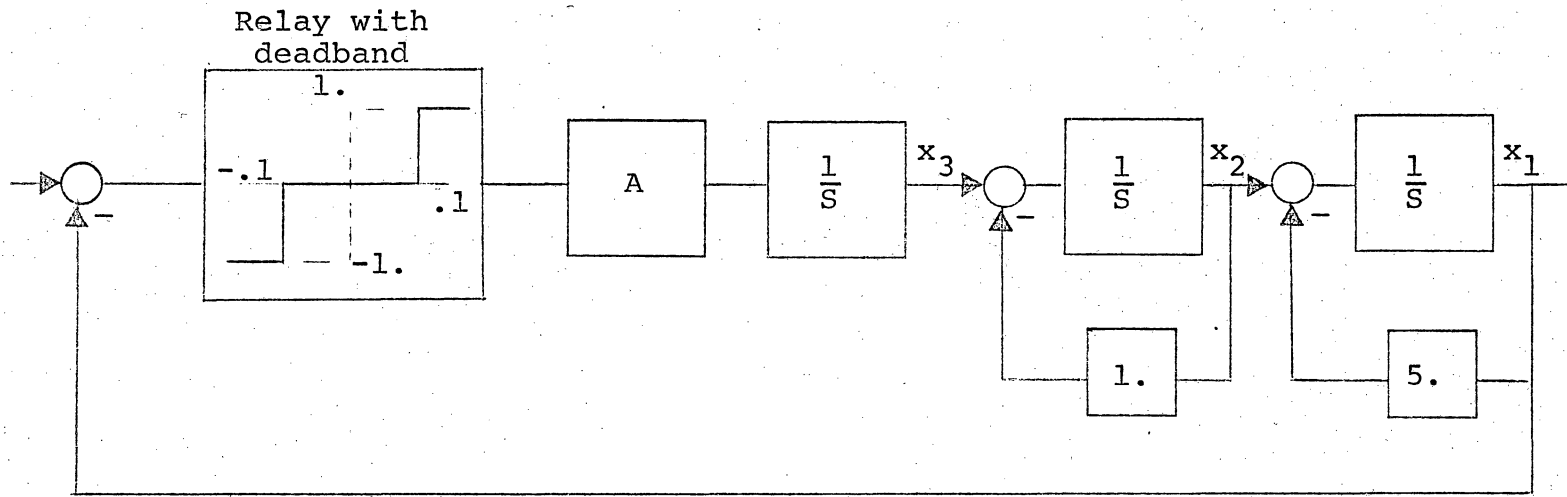 Relay with
deadband
1.
-.1
.1
-1.
A
1
S
x3
-
1
S
x2
-
1
S
x1
-
1.
5.